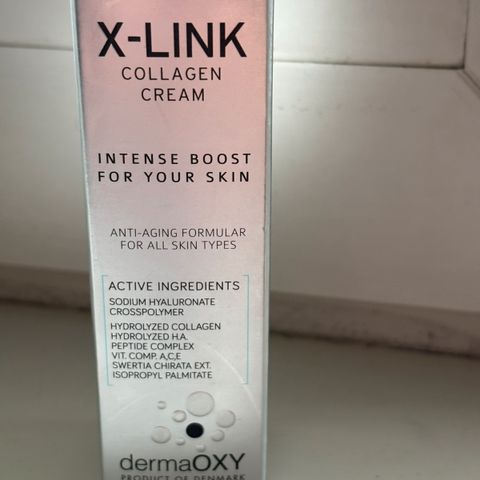 X-LINK
COLLAGEN
CREAM
INTENSE BOOST
FOR YOUR SKIN
ANTI-AGING FORMULAR
FOR ALL SKIN TYPES
ACTIVE INGREDIENTS
SODIUM HYALURONATE
CROSSPOLYMER
HYDROLYZED COLLAGEN
HYDROLYZED H.A.
PEPTIDE COMPLEX
VIT. COMP. A,C,E
SWERTIA CHIRATA EXT.
ISOPROPYL PALMITATE
dermaOXY
PRODUCT OF DENMARK